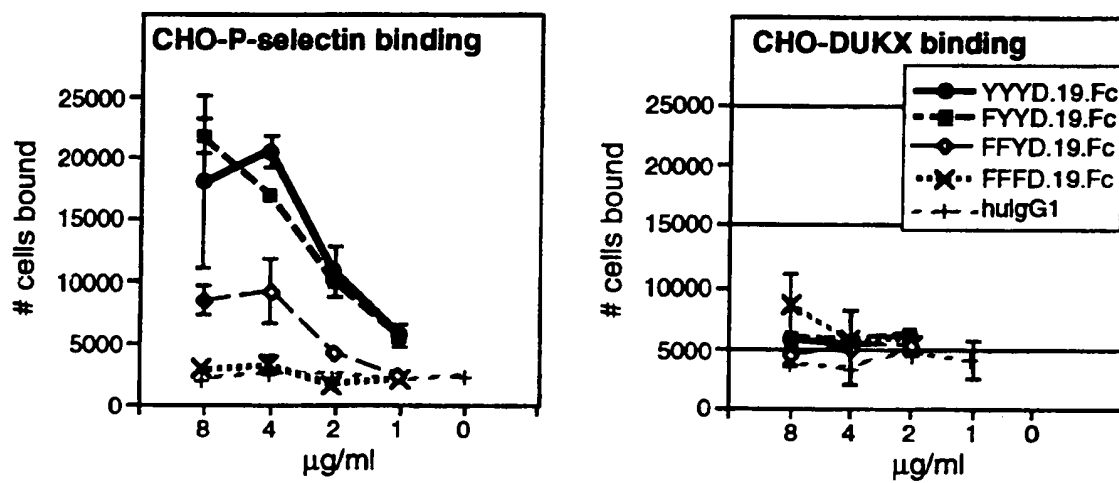 CHO-P-selectin binding
# cells bound
25000
20000
15000
10000
5000
0
8 4 2 1 0
µg/ml
CHO-DUKX binding
# cells bound
25000
20000
15000
10000
5000
0
8 4 2 1 0
µg/ml
YYYD.19.Fc
FYYD.19.Fc
FFYD.19.Fc
FFFD.19.Fc
huIgG1